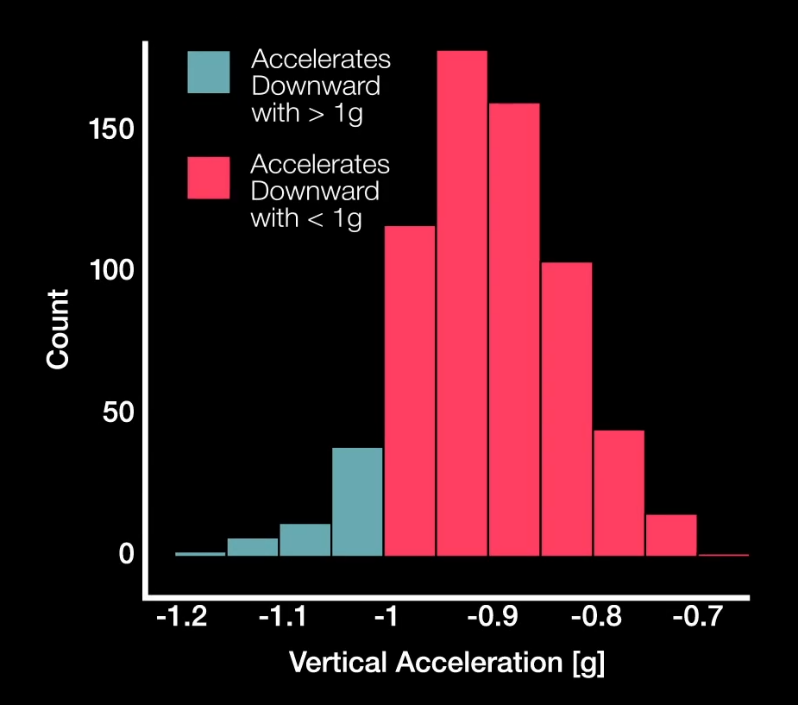 Accelerates
Downward
with > 1g
Accelerates
Downward
with < 1g
150
100
50
0
Count
-1.2 -1.1 -1 -0.9 -0.8 -0.7
Vertical Acceleration [g]